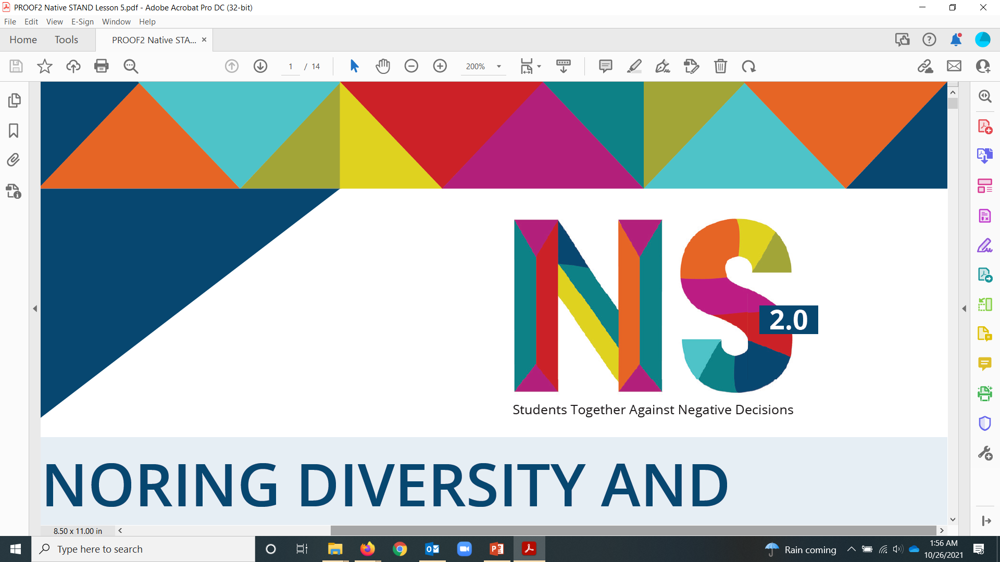 PROOF2 Native STAND Lesson 5.pdf - Adobe Acrobat Pro DC (32-bit)
File Edit View E-Sign Window Help
Home Tools PROOF2 Native STA... ×
1 / 14 200%
NS
2.0
Students Together Against Negative Decisions
NORING DIVERSITY AND
8.50 x 11.00 in
Type here to search
Rain coming
1:56 AM
10/26/2021